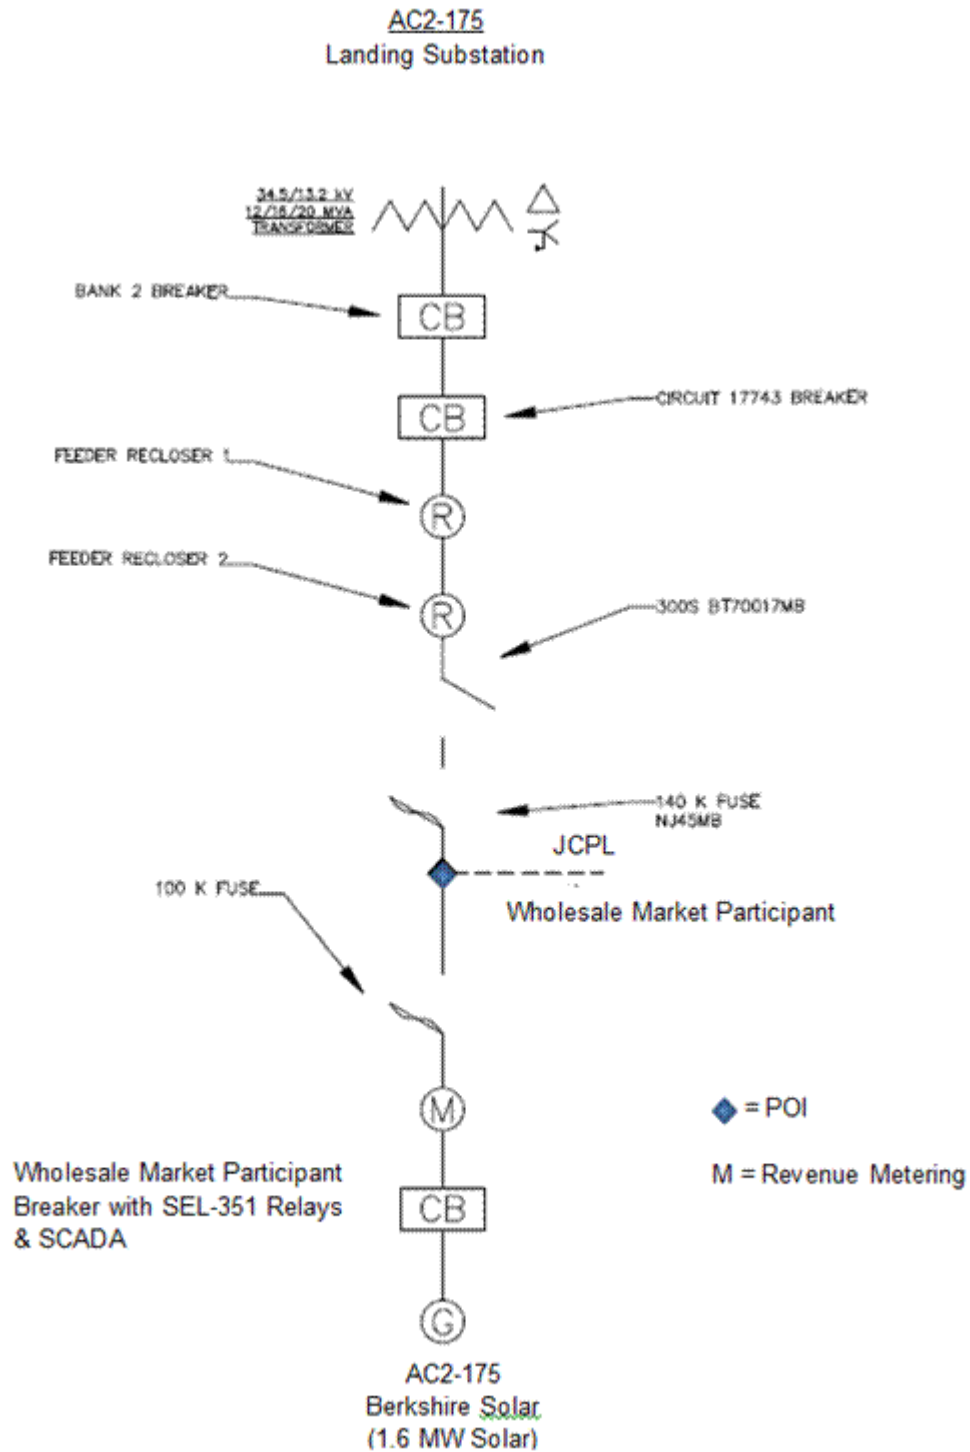 AC2-175
Landing Substation
34.5/13.2 kV
12/16/20 MVA
TRANSFORMER
BANK 2 BREAKER
CB
CB
CIRCUIT 17743 BREAKER
FEEDER RECLOSER 1
R
FEEDER RECLOSER 2
R
300S BT70017MB
140 K FUSE
NJ45MB
JCPL
100 K FUSE
Wholesale Market Participant
M
= POI
M = Revenue Metering
Wholesale Market Participant
Breaker with SEL-351 Relays
& SCADA
CB
G
AC2-175
Berkshire Solar
(1.6 MW Solar)